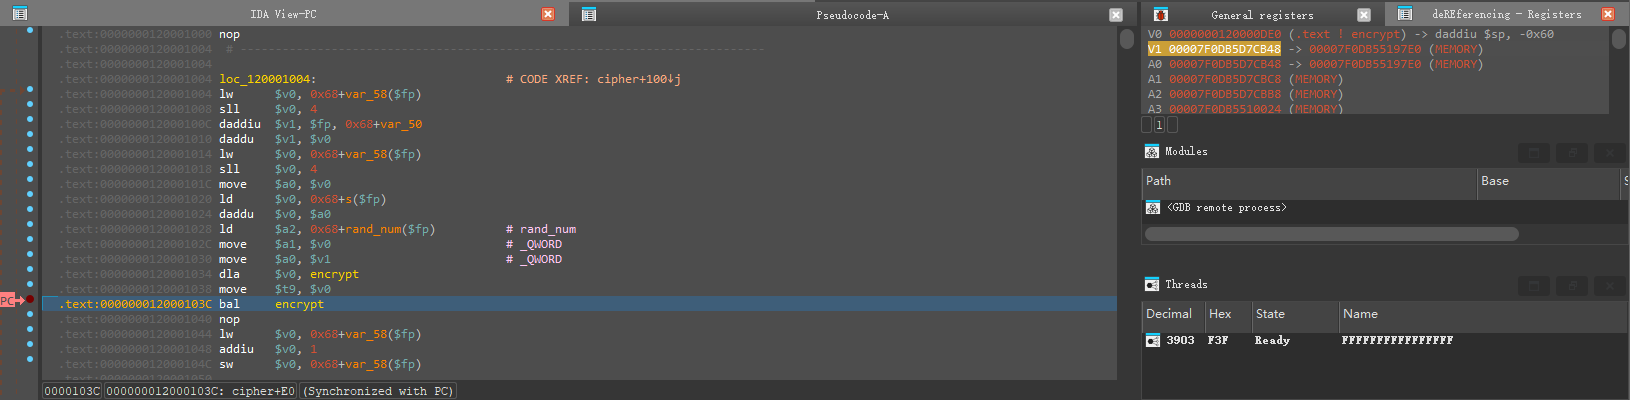 IDA View-PC
Pseudocode-A
General registers
deREferencing - Registers
.text:0000000120001000 nop
.text:0000000120001004 # ---------------------------------------------------------------------------
.text:0000000120001004
.text:0000000120001004 loc_120001004: # CODE XREF: cipher+100↓j
.text:0000000120001004 lw $v0, 0x68+var_58($fp)
.text:0000000120001008 sll $v0, 4
.text:000000012000100C daddiu $v1, $fp, 0x68+var_50
.text:0000000120001010 daddu $v1, $v0
.text:0000000120001014 lw $v0, 0x68+var_58($fp)
.text:0000000120001018 sll $v0, 4
.text:000000012000101C move $a0, $v0
.text:0000000120001020 ld $v0, 0x68+s($fp)
.text:0000000120001024 daddu $v0, $a0
.text:0000000120001028 ld $a2, 0x68+rand_num($fp) # rand_num
.text:000000012000102C move $a1, $v0 # _QWORD
.text:0000000120001030 move $a0, $v1 # _QWORD
.text:0000000120001034 dla $v0, encrypt
.text:0000000120001038 move $t9, $v0
PC .text:000000012000103C bal encrypt
.text:0000000120001040 nop
.text:0000000120001044 lw $v0, 0x68+var_58($fp)
.text:0000000120001048 addiu $v0, 1
.text:000000012000104C sw $v0, 0x68+var_58($fp)
0000103C 000000012000103C: cipher+E0 (Synchronized with PC)
V0 0000000120000DE0 (.text ! encrypt) -> daddiu $sp, -0x60
V1 00007F0DB5D7CB48 -> 00007F0DB55197E0 (MEMORY)
A0 00007F0DB5D7CB48 -> 00007F0DB55197E0 (MEMORY)
A1 00007F0DB5D7CBC8 (MEMORY)
A2 00007F0DB5D7CBB8 (MEMORY)
A3 00007F0DB5510024 (MEMORY)
1
Modules
Path Base S
<GDB remote process>
Threads
Decimal Hex State Name
3903 F3F Ready FFFFFFFFFFFFFFFF